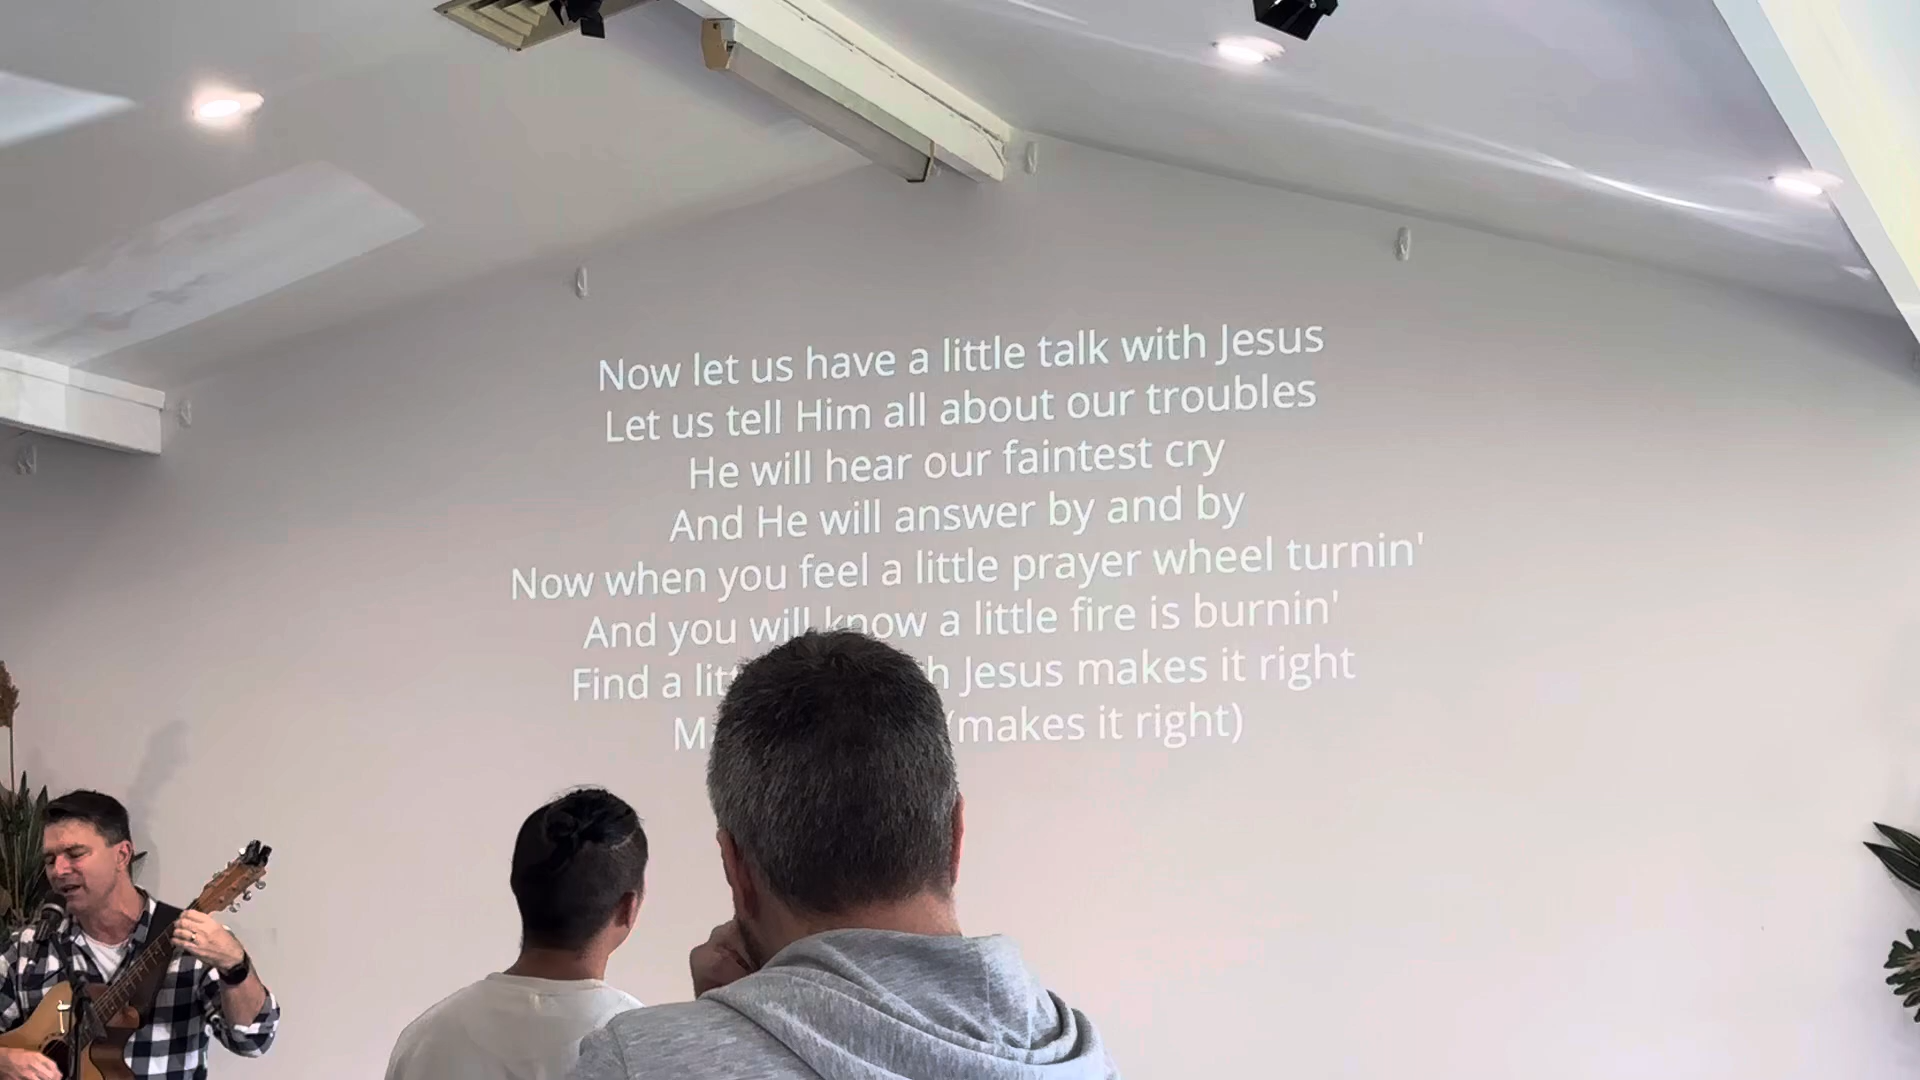 Now let us have a little talk with Jesus
Let us tell Him all about our troubles
He will hear our faintest cry
And He will answer by and by
Now when you feel a little prayer wheel turnin'
And you will know a little fire is burnin'
Find a Jesus makes it right
(makes it right)